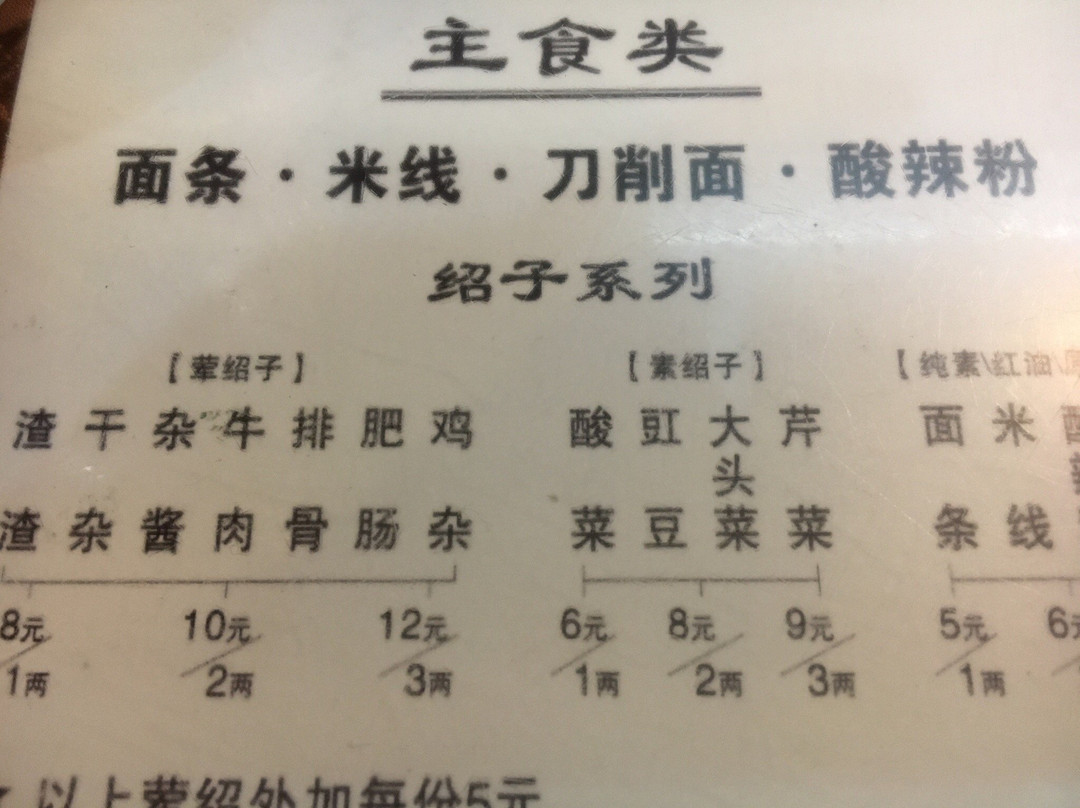 主食类
面条·米线·刀削面·酸辣粉
绍子系列
【荤绍子】
渣渣
干杂
杂酱
牛肉
排骨
肥肠
鸡杂
8元/1两
10元/2两
12元/3两
【素绍子】
酸菜
豇豆
大头菜
芹菜
6元/1两
8元/2两
9元/3两
【纯素\红油\
面条
米线
5元/1两
6
以上荤绍外加每份5元